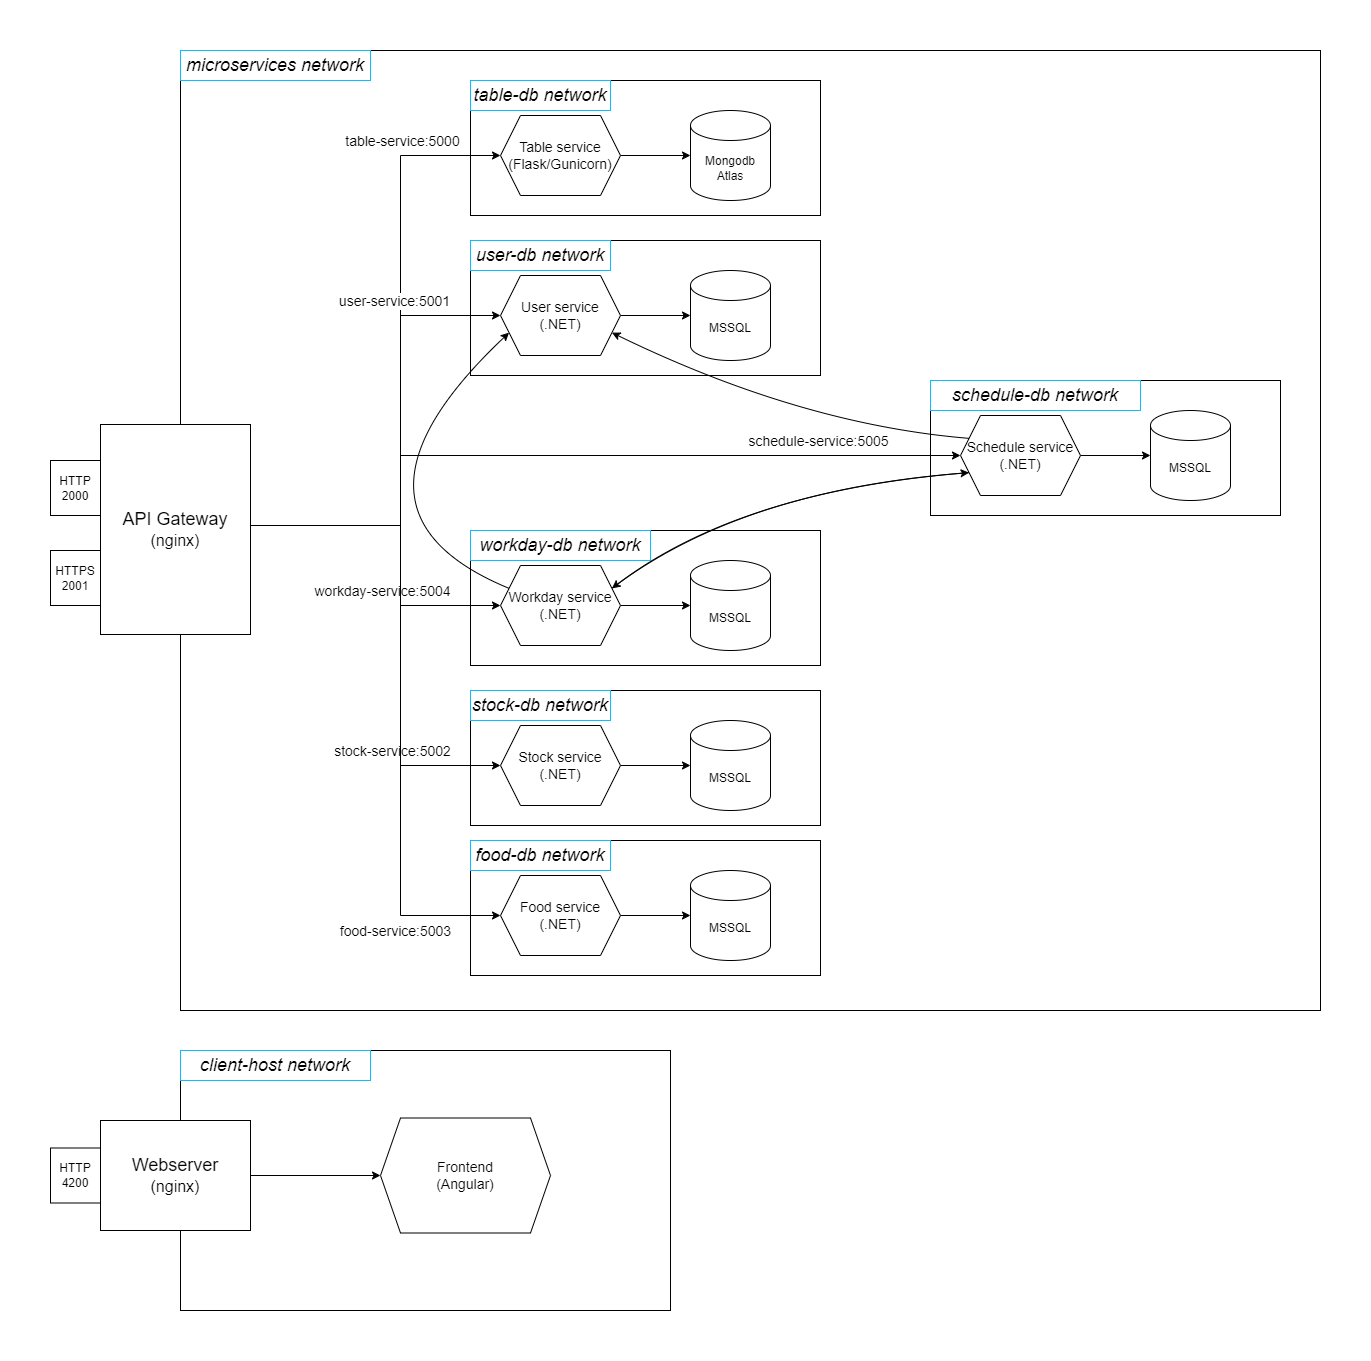 microservices network
table-db network
table-service:5000
Table service
(Flask/Gunicorn)
Mongodb
Atlas
user-db network
user-service:5001
User service
(.NET)
MSSQL
schedule-db network
schedule-service:5005
Schedule service
(.NET)
MSSQL
HTTP
2000
API Gateway
(nginx)
HTTPS
2001
workday-db network
workday-service:5004
Workday service
(.NET)
MSSQL
stock-db network
stock-service:5002
Stock service
(.NET)
MSSQL
food-db network
food-service:5003
Food service
(.NET)
MSSQL
client-host network
HTTP
4200
Webserver
(nginx)
Frontend
(Angular)